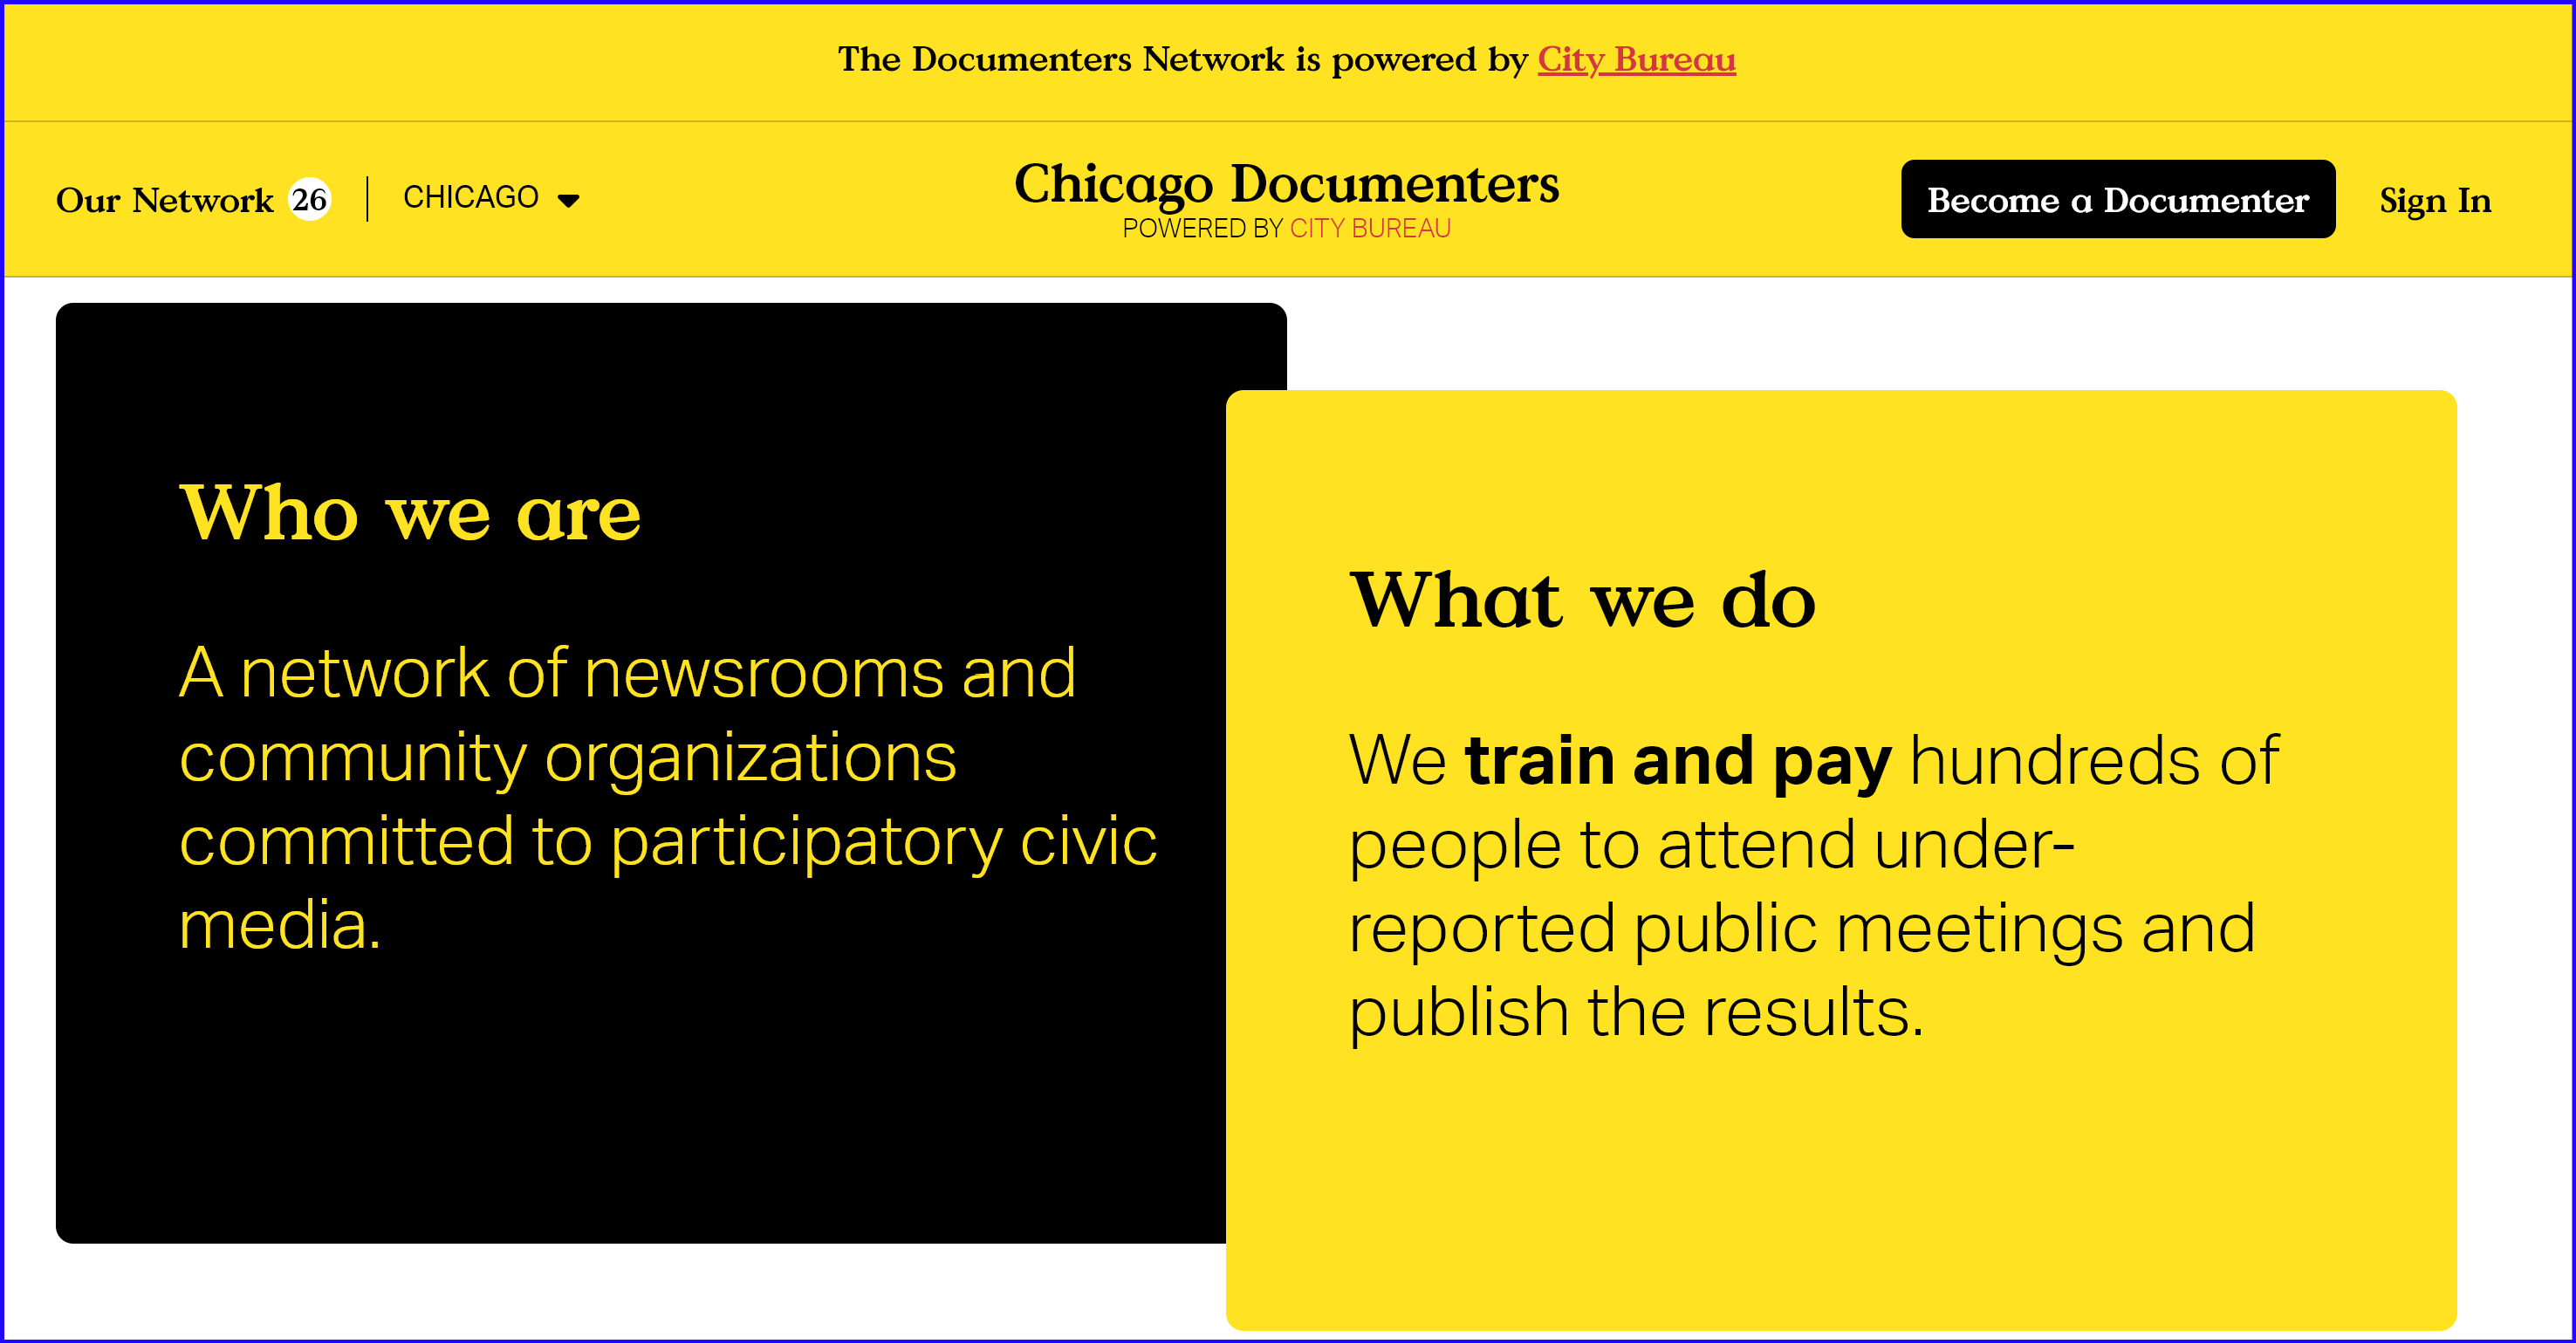 The Documenters Network is powered by City Bureau
Our Network 26 CHICAGO
Chicago Documenters
POWERED BY CITY BUREAU
Become a Documenter
Sign In
Who we are
A network of newsrooms and
community organizations
committed to participatory civic
media.
What we do
We train and pay hundreds of
people to attend under-
reported public meetings and
publish the results.